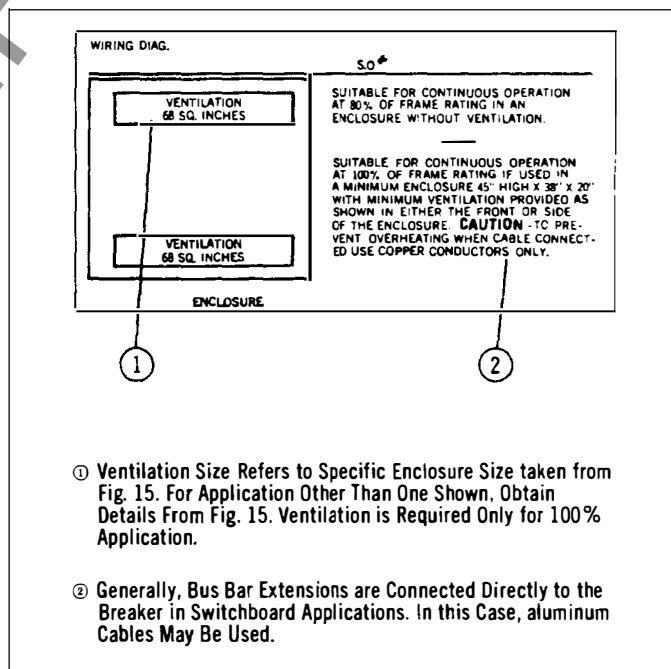 WIRING DIAG.
S.O#
VENTILATION
68 SQ. INCHES
VENTILATION
68 SQ. INCHES
ENCLOSURE
SUITABLE FOR CONTINUOUS OPERATION
AT 80% OF FRAME RATING IN AN
ENCLOSURE WITHOUT VENTILATION.
SUITABLE FOR CONTINUOUS OPERATION
AT 100% OF FRAME RATING IF USED IN
A MINIMUM ENCLOSURE 45" HIGH X 38" X 20"
WITH MINIMUM VENTILATION PROVIDED AS
SHOWN IN EITHER THE FRONT OR SIDE
OF THE ENCLOSURE. CAUTION - TO PRE-
VENT OVERHEATING WHEN CABLE CONNECT-
ED USE COPPER CONDUCTORS ONLY.
1
2
① Ventilation Size Refers to Specific Enclosure Size taken from
Fig. 15. For Application Other Than One Shown, Obtain
Details From Fig. 15. Ventilation is Required Only for 100%
Application.
② Generally, Bus Bar Extensions are Connected Directly to the
Breaker in Switchboard Applications. In this Case, aluminum
Cables May Be Used.